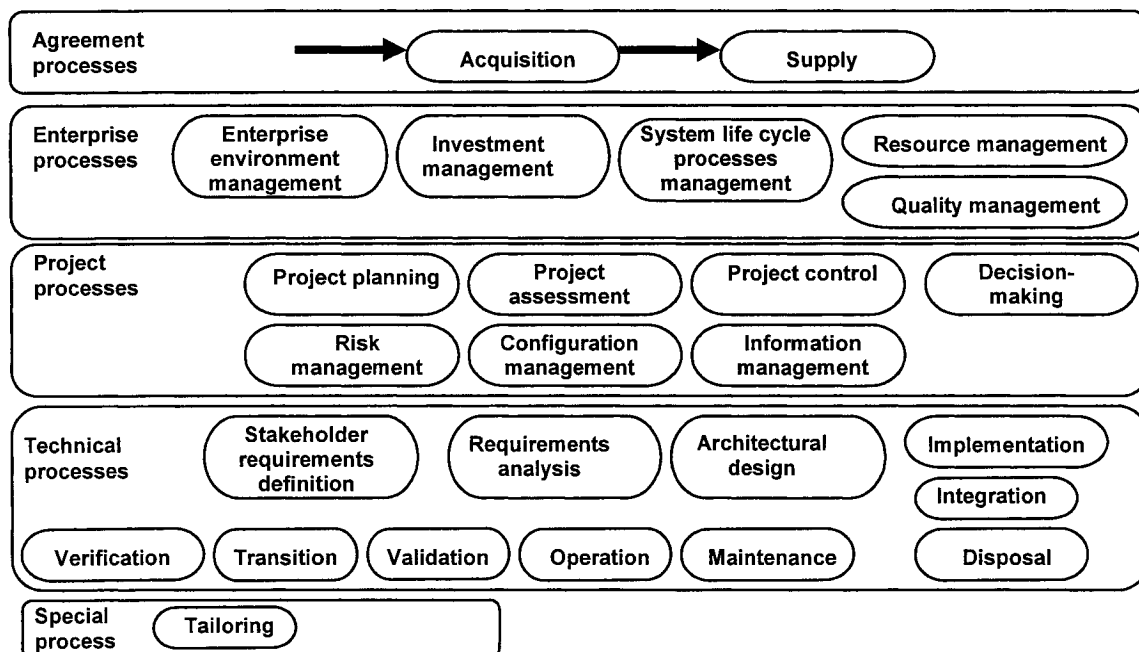 Agreement
processes
Acquisition
Supply
Enterprise
processes
Enterprise
environment
management
Investment
management
System life cycle
processes
management
Resource management
Quality management
Project
processes
Project planning
Project
assessment
Project control
Decision-
making
Risk
management
Configuration
management
Information
management
Technical
processes
Stakeholder
requirements
definition
Requirements
analysis
Architectural
design
Implementation
Integration
Verification
Transition
Validation
Operation
Maintenance
Disposal
Special
process
Tailoring